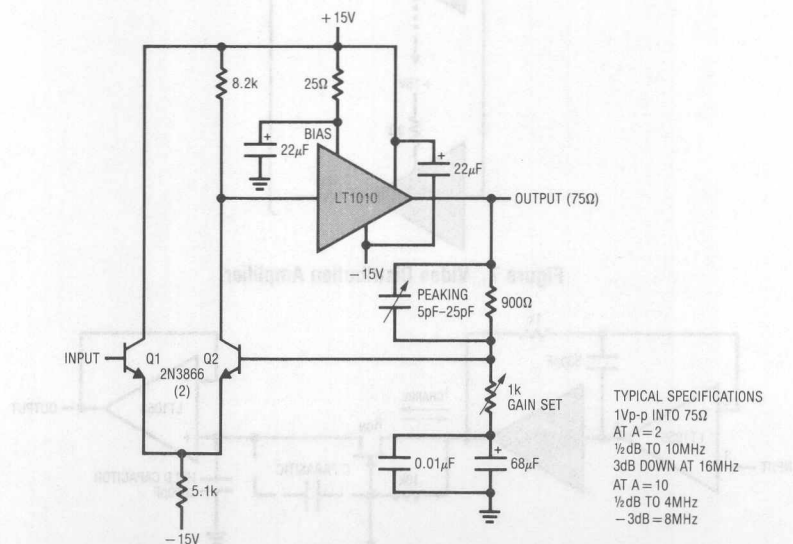 +15V
8.2k
25Ω
BIAS
+
22µF
+
22µF
LT1010
OUTPUT (75Ω)
−15V
PEAKING
5pF–25pF
900Ω
INPUT
Q1
Q2
2N3866
(2)
1k
GAIN SET
0.01µF
+
68µF
5.1k
−15V
TYPICAL SPECIFICATIONS
1Vp-p INTO 75Ω
AT A=2
½dB TO 10MHz
3dB DOWN AT 16MHz
AT A=10
½dB TO 4MHz
−3dB=8MHz